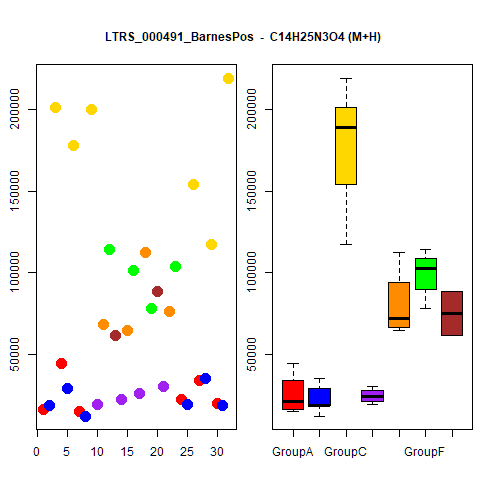 LTRS_000491_BarnesPos - C14H25N3O4 (M+H)
200000
150000
100000
50000
0 5 10 15 20 25 30
200000
150000
100000
50000
GroupA GroupC GroupF